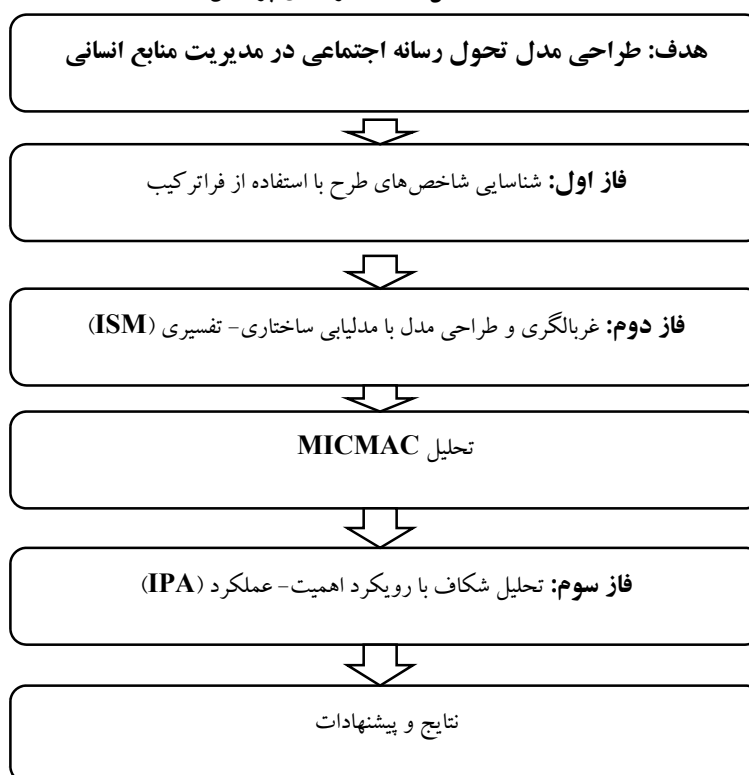 هدف: طراحی مدل تحول رسانه اجتماعی در مدیریت منابع انسانی
فاز اول: شناسایی شاخص‌های طرح با استفاده از فراترکیب
فاز دوم: غربالگری و طراحی مدل با مدلیابی ساختاری- تفسیری (ISM)
تحلیل MICMAC
فاز سوم: تحلیل شکاف با رویکرد اهمیت- عملکرد (IPA)
نتایج و پیشنهادات